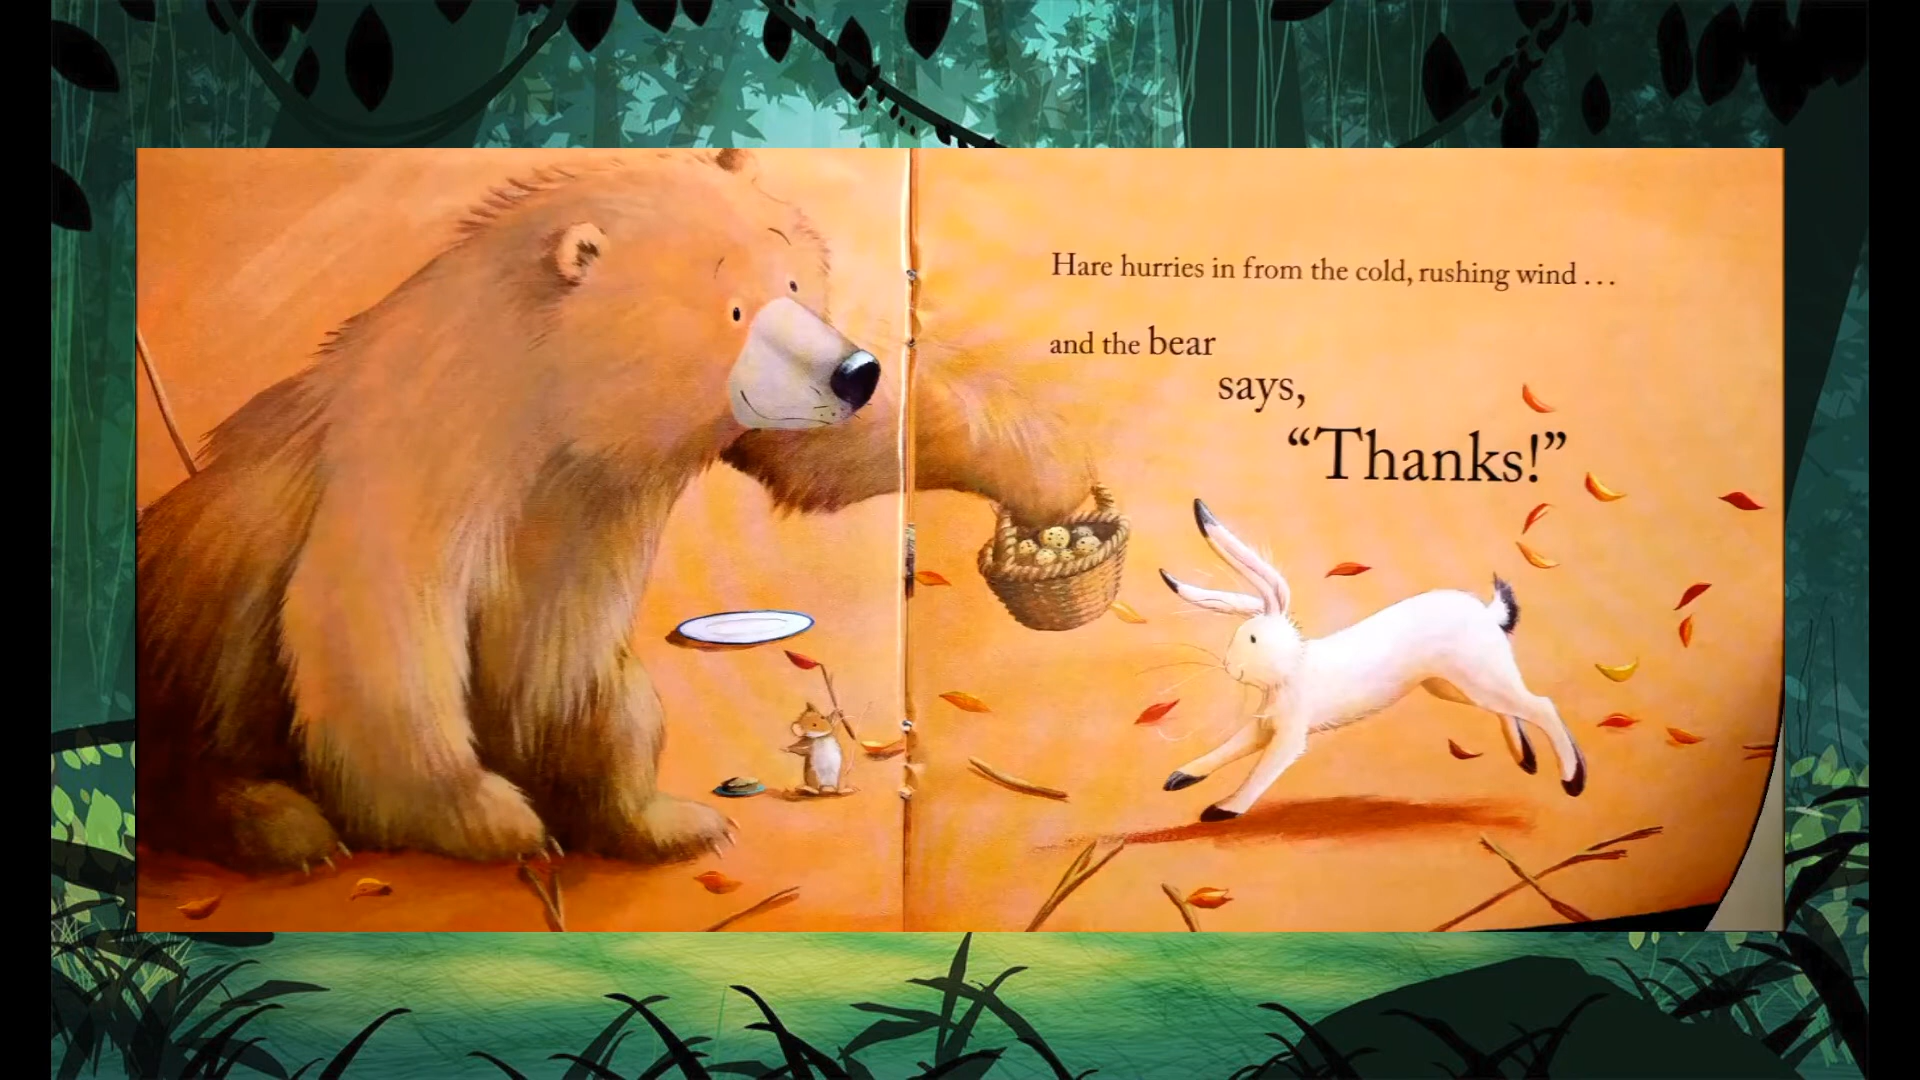 Hare hurries in from the cold, rushing wind . . .
and the bear
says,
“Thanks!”